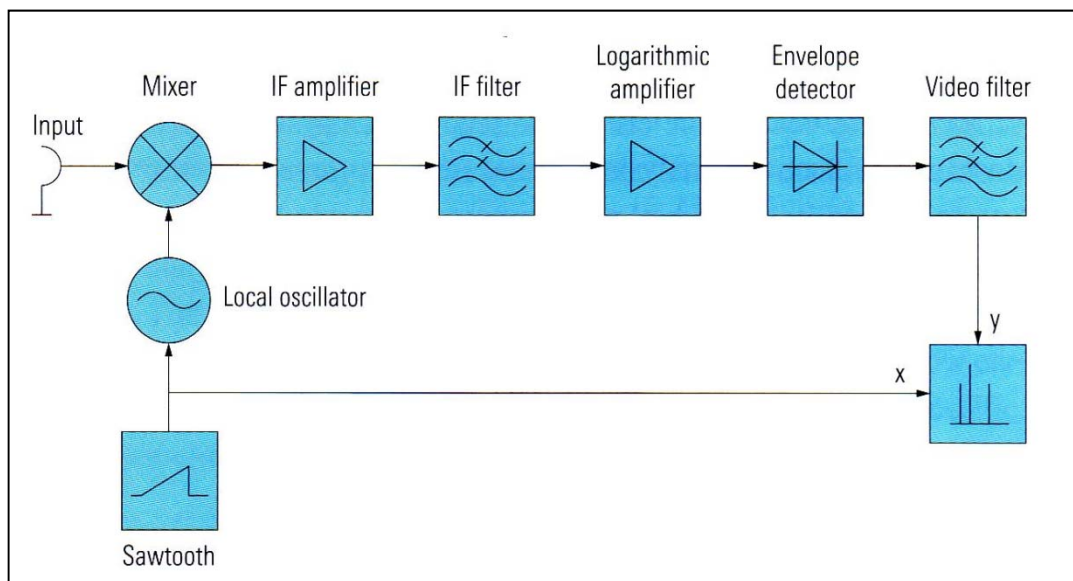 Input
Mixer
IF amplifier
IF filter
Logarithmic
amplifier
Envelope
detector
Video filter
Local oscillator
y
x
Sawtooth